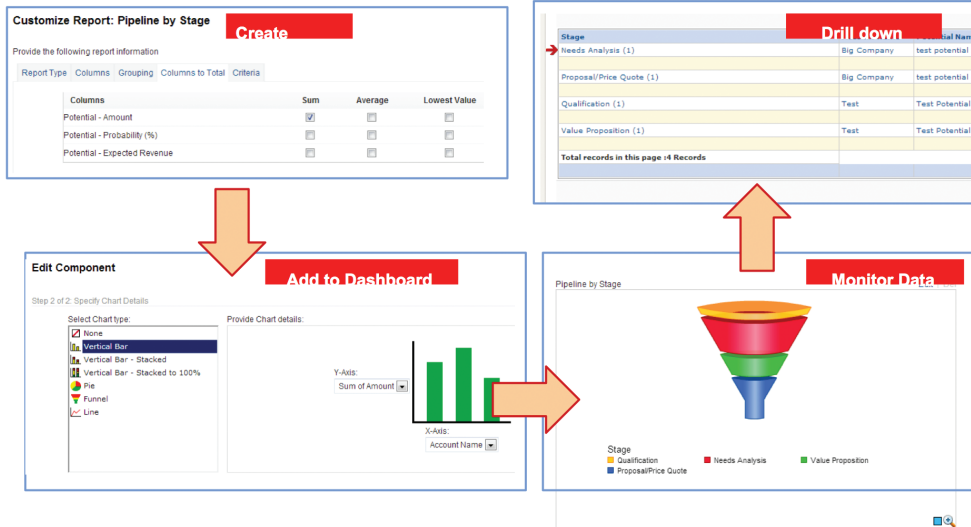 Customize Report: Pipeline by Stage
Create
Provide the following report information
Report Type Columns Grouping Columns to Total Criteria
Columns Sum Average Lowest Value
Potential - Amount
Potential - Probability (%)
Potential - Expected Revenue
Drill down
Stage
Needs Analysis (1) Big Company test potential
Proposal/Price Quote (1) Big Company test potential
Qualification (1) Test Test Potential
Value Proposition (1) Test Test Potential
Total records in this page :4 Records
Edit Component
Add to Dashboard
Step 2 of 2: Specify Chart Details
Select Chart type: Provide Chart details:
None
Vertical Bar
Vertical Bar - Stacked
Vertical Bar - Stacked to 100%
Pie
Funnel
Line
Y-Axis:
Sum of Amount
X-Axis:
Account Name
Monitor Data
Pipeline by Stage
Stage
Qualification Needs Analysis Value Proposition
Proposal/Price Quote